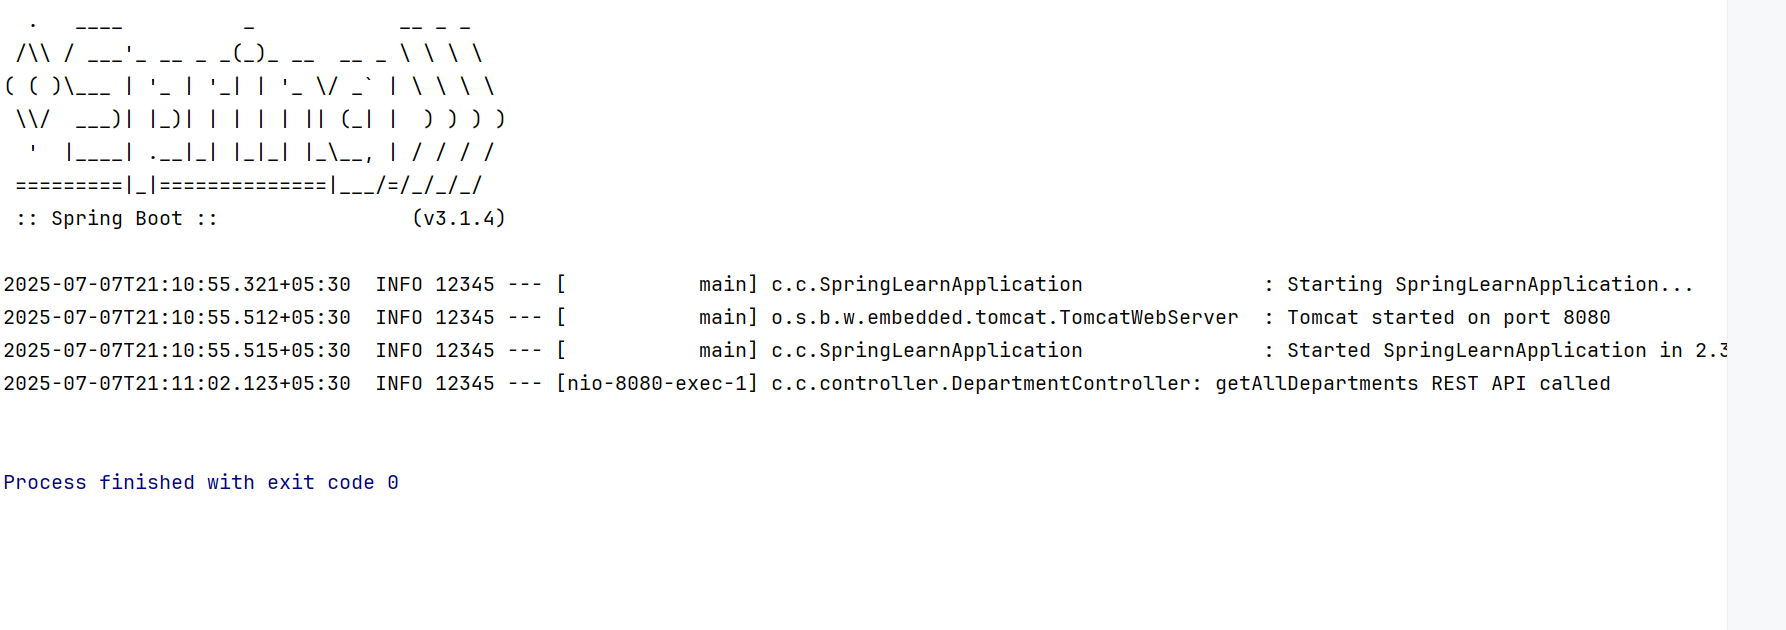 .   ____          _            __ _ _
 /\\ / ___'_ __ _ _(_)_ __  __ _ \ \ \ \
( ( )\___ | '_ | '_| | '_ \/ _` | \ \ \ \
 \\/  ___)| |_)| | | | | || (_| |  ) ) ) )
  '  |____| .__|_| |_|_| |_\__, | / / / /
 =========|_|==============|___/=/_/_/_/
 :: Spring Boot ::                (v3.1.4)
2025-07-07T21:10:55.321+05:30  INFO 12345 --- [           main] c.c.SpringLearnApplication               : Starting SpringLearnApplication...
2025-07-07T21:10:55.512+05:30  INFO 12345 --- [           main] o.s.b.w.embedded.tomcat.TomcatWebServer  : Tomcat started on port 8080
2025-07-07T21:10:55.515+05:30  INFO 12345 --- [           main] c.c.SpringLearnApplication               : Started SpringLearnApplication in 2.3
2025-07-07T21:11:02.123+05:30  INFO 12345 --- [nio-8080-exec-1] c.c.controller.DepartmentController: getAllDepartments REST API called
Process finished with exit code 0